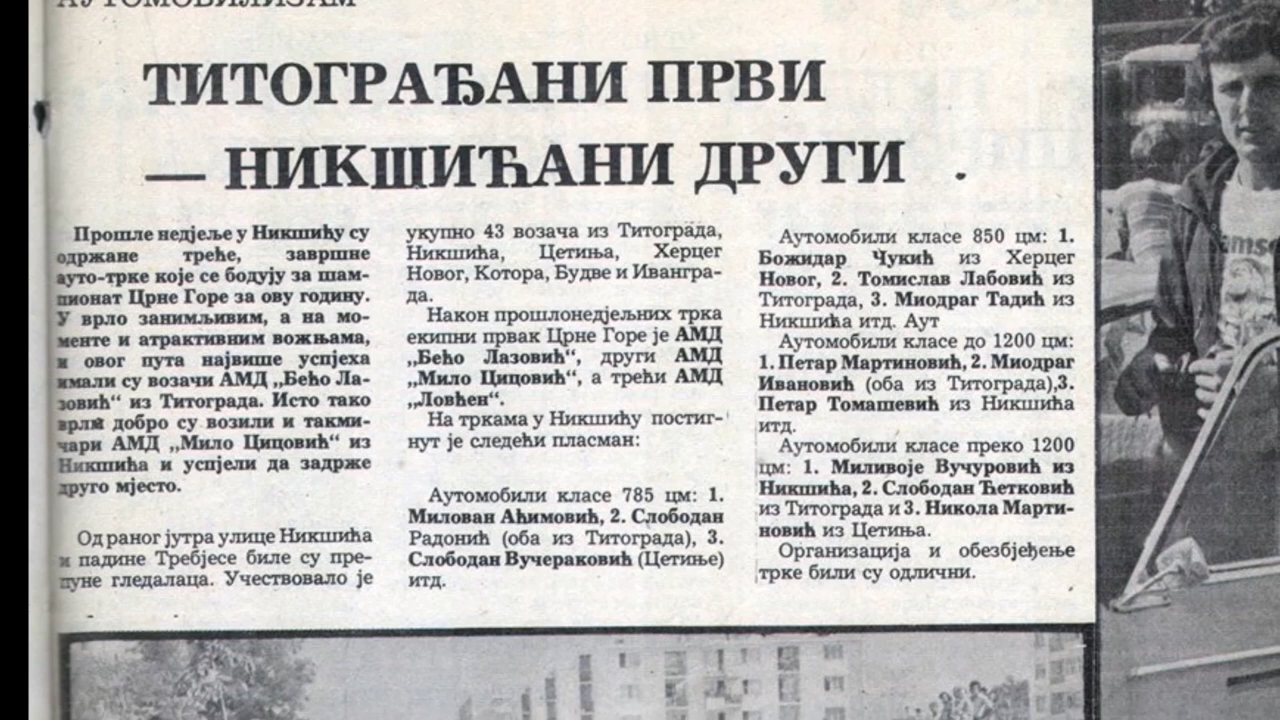 АУТОМОБИЛИЗАМ
ТИТОГРАЂАНИ ПРВИ
— НИКШИЋАНИ ДРУГИ
Прошле недјеље у Никшићу су
одржане треће, завршне
ауто-трке које се бодују за шам-
пионат Црне Горе за ову годину.
У врло занимљивим, а на мо-
менте и атрактивним вожњама,
и овог пута највише успјеха
имали су возачи АМД „Бећо Ла-
зовић“ из Титограда. Исто тако
врло добро су возили и такми-
чари АМД „Мило Цицовић“ из
Никшића и успјели да задрже
друго мјесто.
Од раног јутра улице Никшића
и падине Требјесе биле су пре-
пуне гледалаца. Учествовало је
укупно 43 возача из Титограда,
Никшића, Цетиња, Херцег
Новог, Котора, Будве и Ивангра-
да.
Након прошлонедјељних трка
екипни првак Црне Горе је АМД
„Бећо Лазовић“, други АМД
„Мило Цицовић“, а трећи АМД
„Ловћен“.
На тркама у Никшићу постиг-
нут је следећи пласман:
Аутомобили класе 785 цм: 1.
Милован Аћимовић, 2. Слободан
Радонић (оба из Титограда), 3.
Слободан Вучераковић (Цетиње)
итд.
Аутомобили класе 850 цм: 1.
Божидар Чукић из Херцег
Новог, 2. Томислав Лабовић из
Титограда, 3. Миодраг Тадић из
Никшића итд. Аут
Аутомобили класе до 1200 цм:
1. Петар Мартиновић, 2. Миодраг
Ивановић (оба из Титограда),3.
Петар Томашевић из Никшића
итд.
Аутомобили класе преко 1200
цм: 1. Миливоје Вучуровић из
Никшића, 2. Слободан Ћетковић
из Титограда и 3. Никола Марти-
новић из Цетиња.
Организација и обезбјеђење
трке били су одлични.